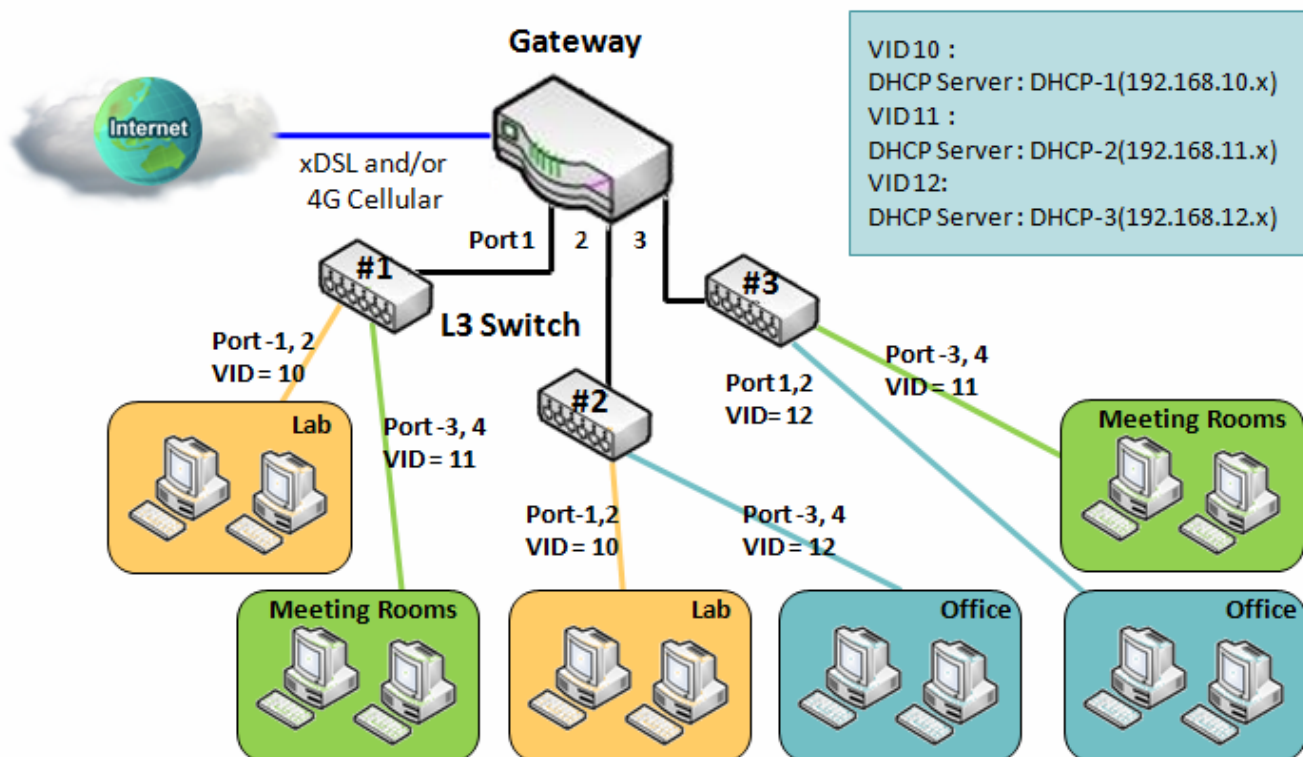 Gateway
Internet
xDSL and/or
4G Cellular
VID10 :
DHCP Server : DHCP-1(192.168.10.x)
VID11 :
DHCP Server : DHCP-2(192.168.11.x)
VID12:
DHCP Server : DHCP-3(192.168.12.x)
Port 1 2 3
#1
L3 Switch
#2
#3
Port -1, 2
VID = 10
Port -3, 4
VID = 11
Port-1,2
VID = 10
Port -3, 4
VID = 12
Port 1,2
VID= 12
Port -3, 4
VID = 11
Lab
Meeting Rooms
Lab
Office
Office
Meeting Rooms